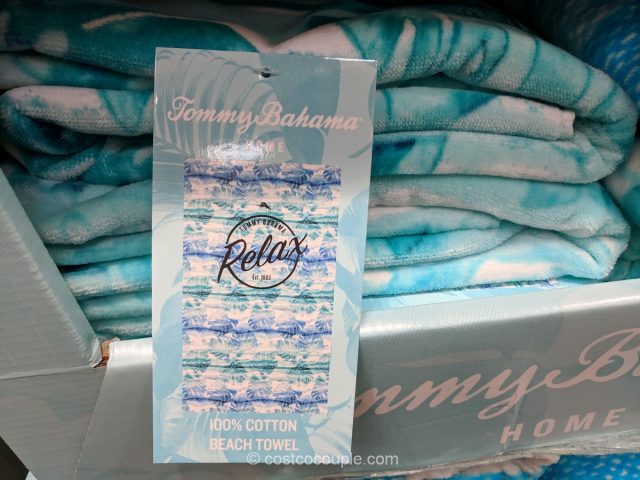 Tommy Bahama®
HOME
TOMMY BAHAMA
Relax
Est. 1993
100% COTTON
BEACH TOWEL
mmy Ba
HOME
© costcocouple.com